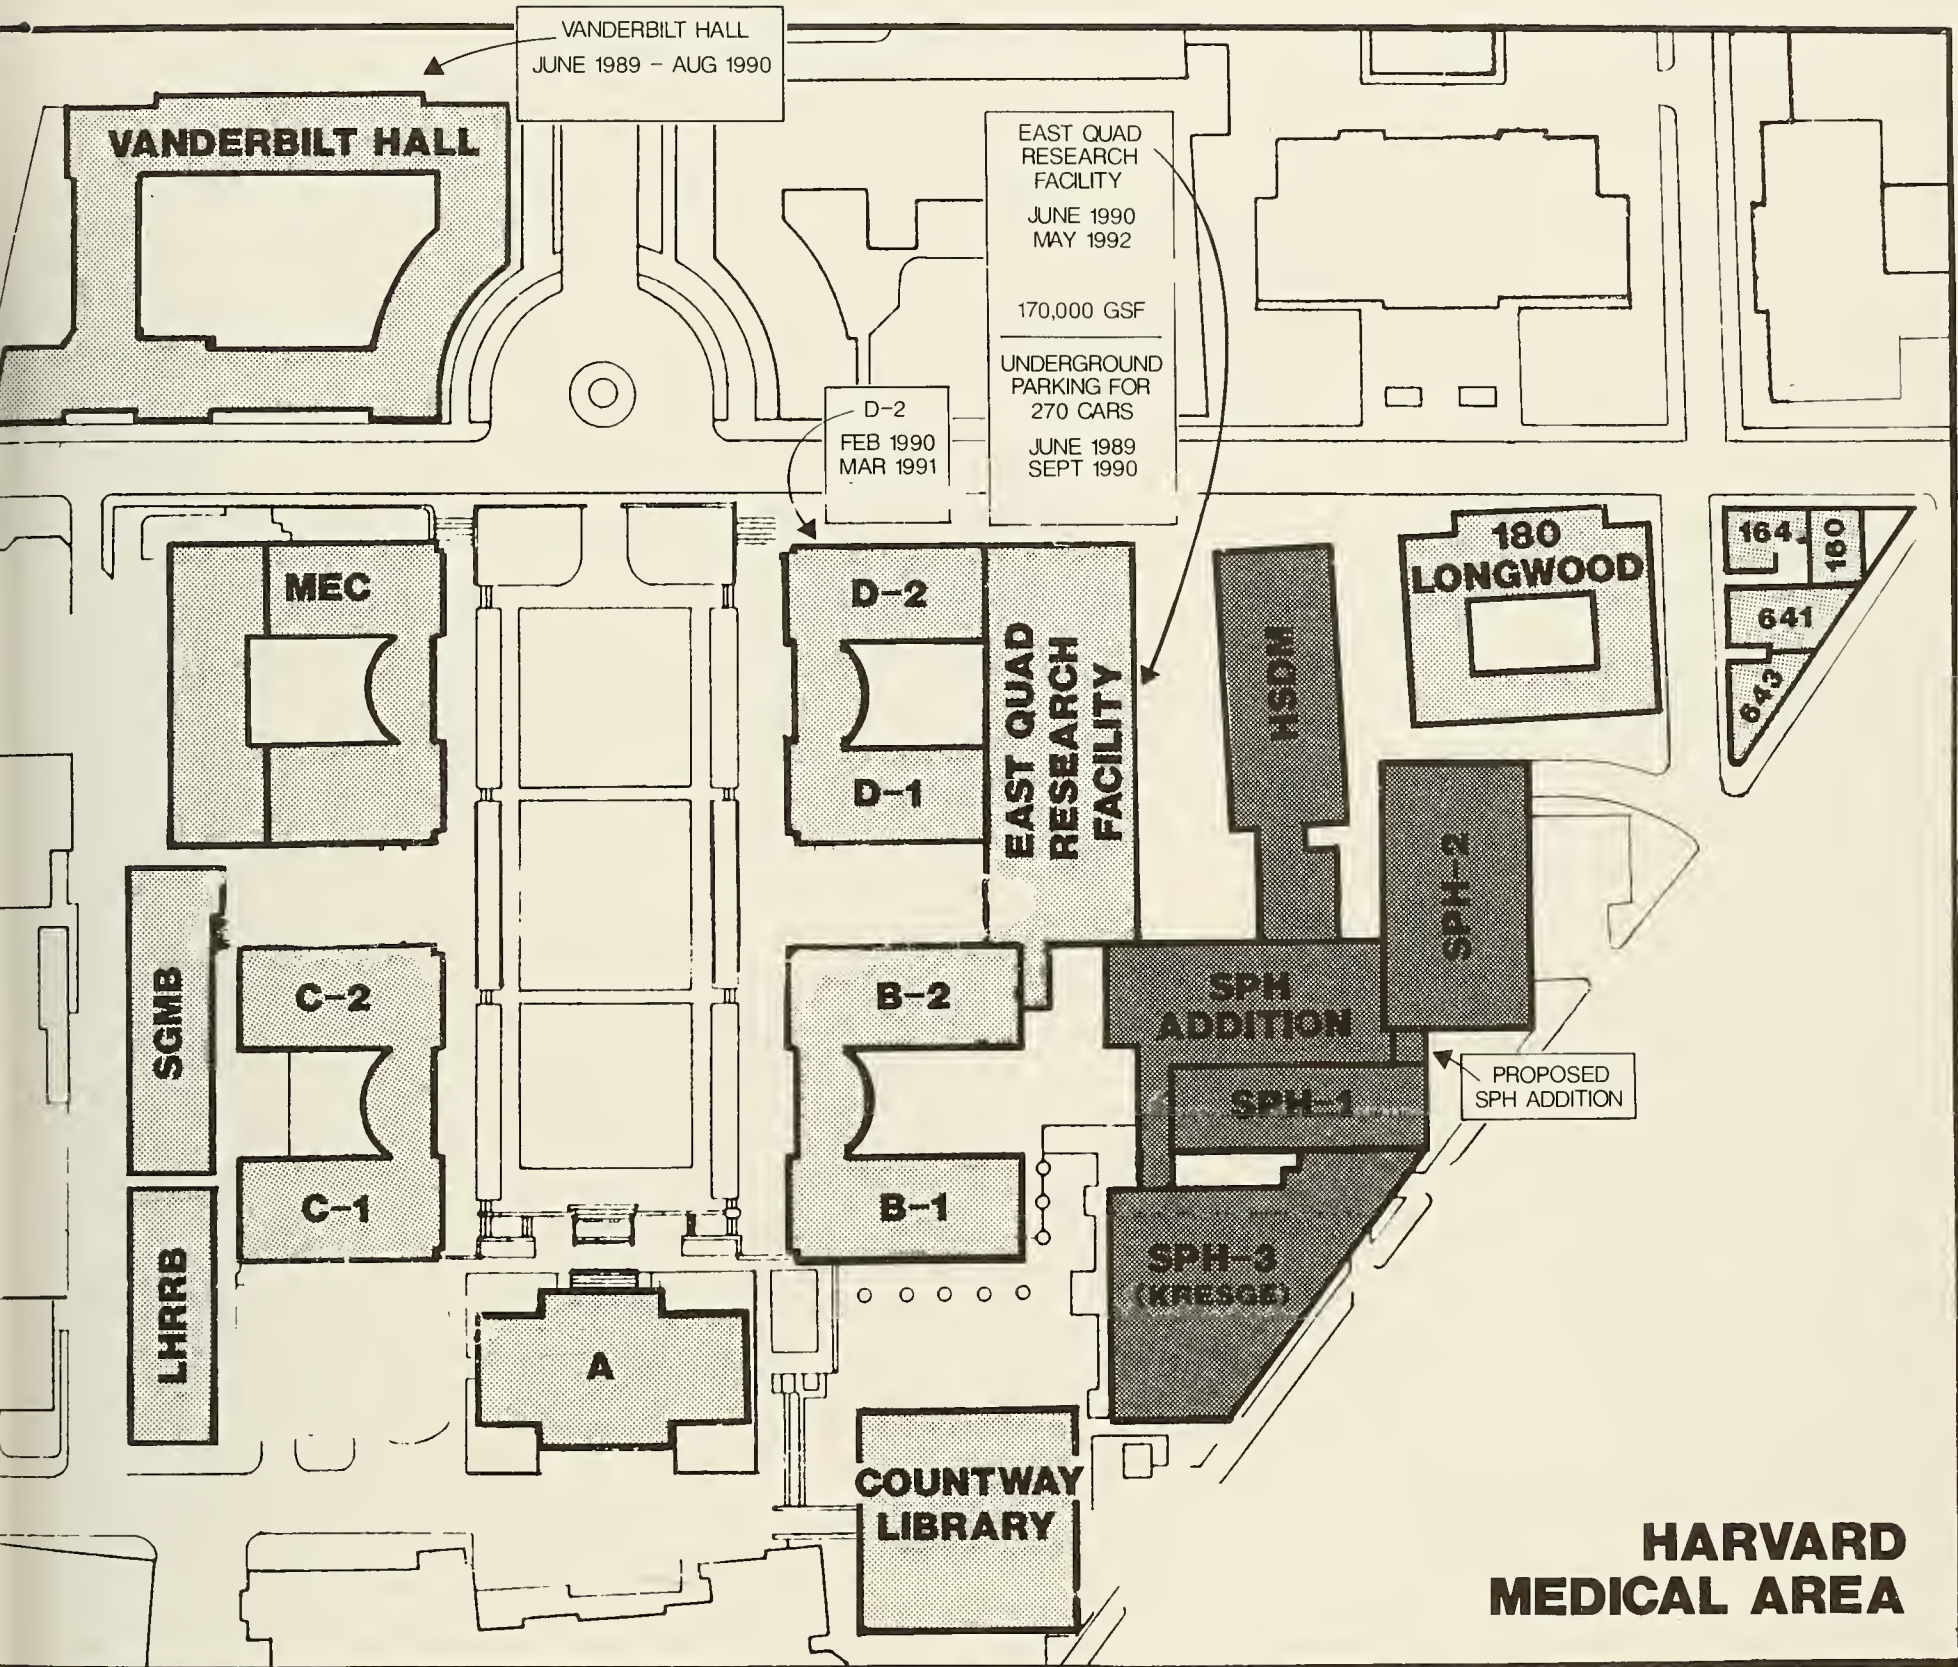 VANDERBILT HALL
JUNE 1989 - AUG 1990
VANDERBILT HALL
EAST QUAD
RESEARCH
FACILITY
JUNE 1990
MAY 1992
170,000 GSF
UNDERGROUND
PARKING FOR
270 CARS
JUNE 1989
SEPT 1990
D-2
FEB 1990
MAR 1991
MEC
D-2
D-1
EAST QUAD
RESEARCH
FACILITY
HSDM
180
LONGWOOD
164
180
641
643
SPH-2
SGMB
C-2
C-1
LHRRB
B-2
B-1
SPH
ADDITION
SPH-1
PROPOSED
SPH ADDITION
SPH-3
(KRESGE)
A
COUNTWAY
LIBRARY
HARVARD
MEDICAL AREA